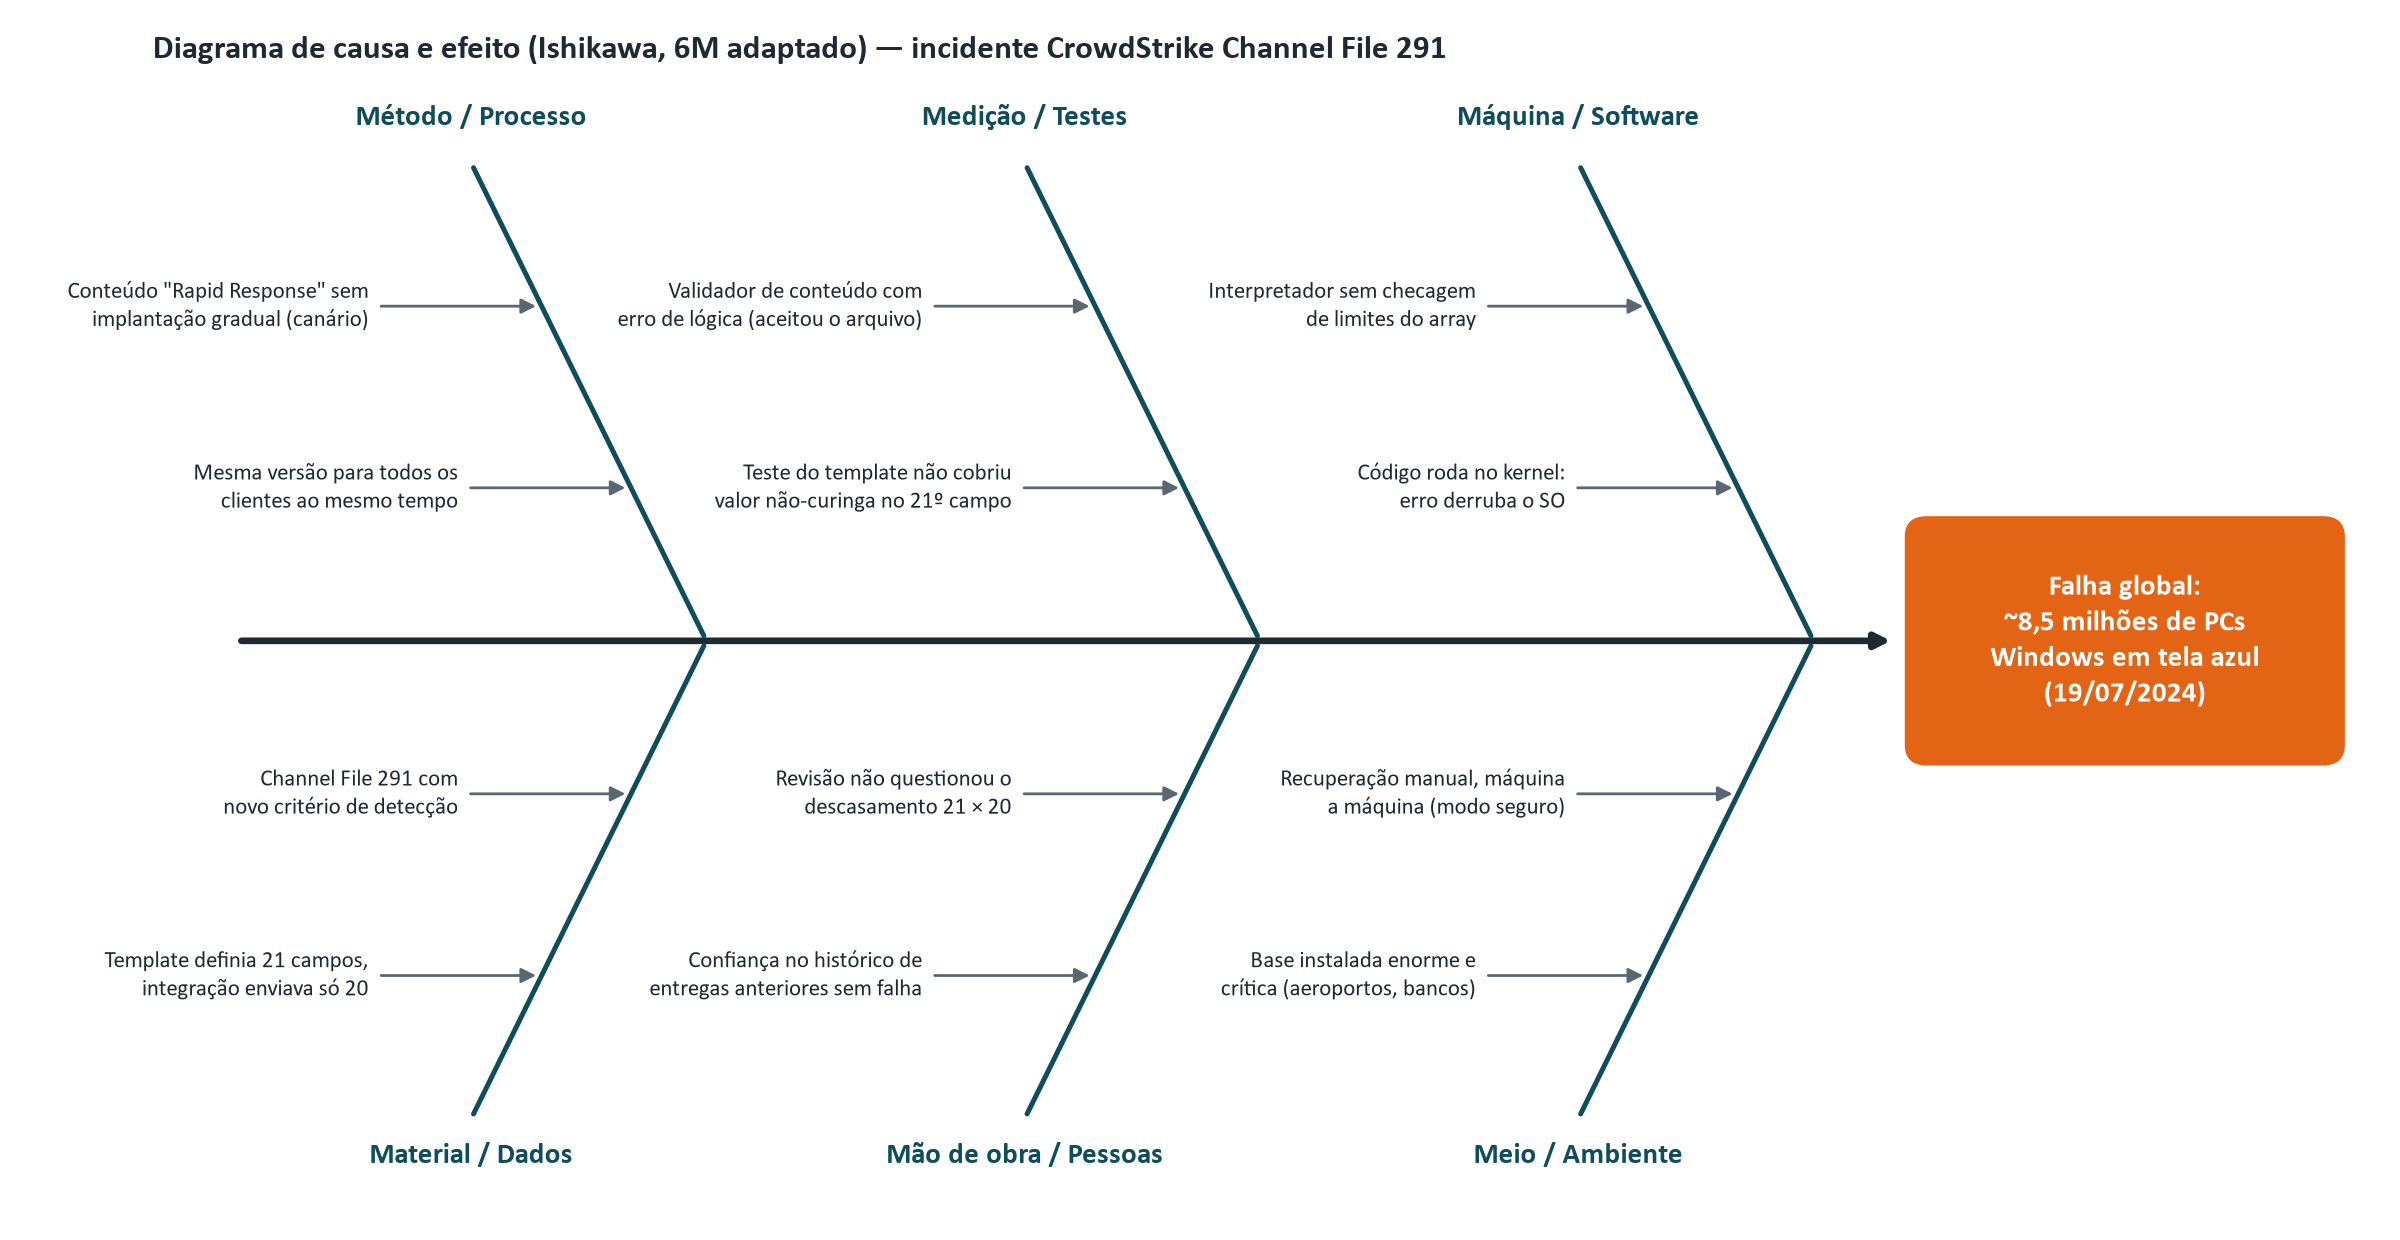 Diagrama de causa e efeito (Ishikawa, 6M adaptado) — incidente CrowdStrike Channel File 291
Método / Processo
Medição / Testes
Máquina / Software
Conteúdo "Rapid Response" sem
implantação gradual (canário)
Validador de conteúdo com
erro de lógica (aceitou o arquivo)
Interpretador sem checagem
de limites do array
Mesma versão para todos os
clientes ao mesmo tempo
Teste do template não cobriu
valor não-curinga no 21º campo
Código roda no kernel:
erro derruba o SO
Falha global:
~8,5 milhões de PCs
Windows em tela azul
(19/07/2024)
Channel File 291 com
novo critério de detecção
Revisão não questionou o
descasamento 21 × 20
Recuperação manual, máquina
a máquina (modo seguro)
Template definia 21 campos,
integração enviava só 20
Confiança no histórico de
entregas anteriores sem falha
Base instalada enorme e
crítica (aeroportos, bancos)
Material / Dados
Mão de obra / Pessoas
Meio / Ambiente